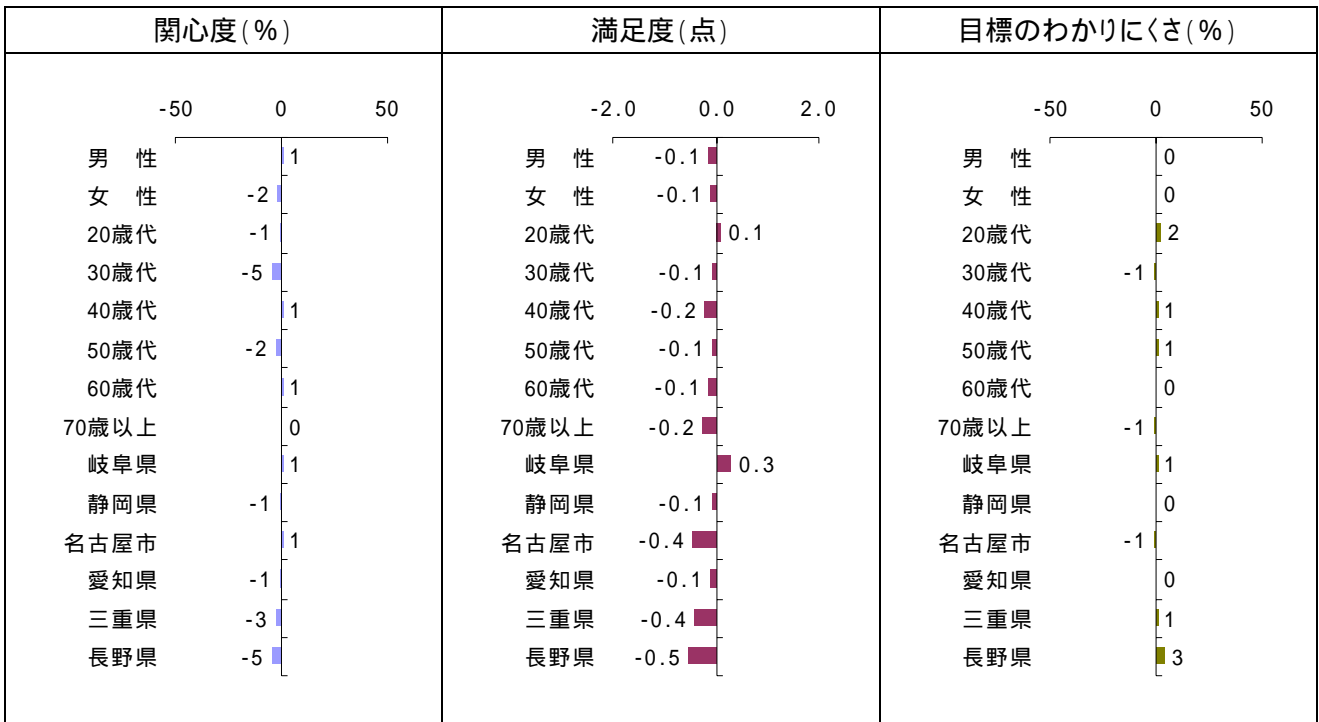 関心度(%)
-50 0 50
男 性 1
女 性 -2
20歳代 -1
30歳代 -5
40歳代 1
50歳代 -2
60歳代 1
70歳以上 0
岐阜県 1
静岡県 -1
名古屋市 1
愛知県 -1
三重県 -3
長野県 -5
満足度(点)
-2.0 0.0 2.0
男 性 -0.1
女 性 -0.1
20歳代 0.1
30歳代 -0.1
40歳代 -0.2
50歳代 -0.1
60歳代 -0.1
70歳以上 -0.2
岐阜県 0.3
静岡県 -0.1
名古屋市 -0.4
愛知県 -0.1
三重県 -0.4
長野県 -0.5
目標のわかりにくさ(%)
-50 0 50
男 性 0
女 性 0
20歳代 2
30歳代 -1
40歳代 1
50歳代 1
60歳代 0
70歳以上 -1
岐阜県 1
静岡県 0
名古屋市 -1
愛知県 0
三重県 1
長野県 3